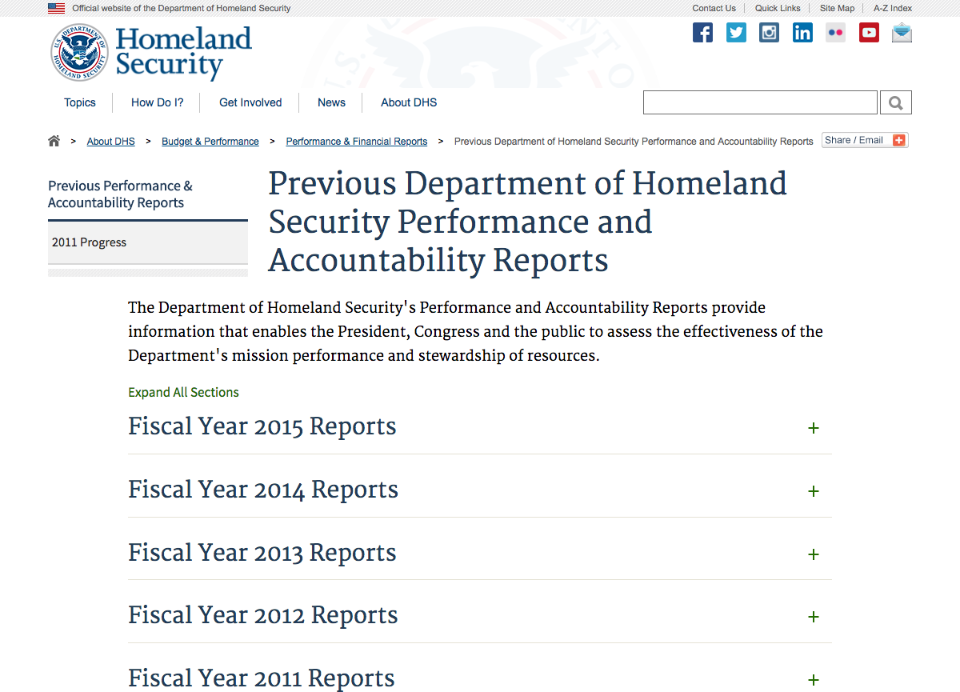 Official website of the Department of Homeland Security
Contact Us
Quick Links
Site Map
A-Z Index
Homeland
Security
Topics
How Do I?
Get Involved
News
About DHS
> About DHS > Budget & Performance > Performance & Financial Reports > Previous Department of Homeland Security Performance and Accountability Reports
Share / Email
Previous Performance &
Accountability Reports
2011 Progress
Previous Department of Homeland
Security Performance and
Accountability Reports
The Department of Homeland Security's Performance and Accountability Reports provide
information that enables the President, Congress and the public to assess the effectiveness of the
Department's mission performance and stewardship of resources.
Expand All Sections
Fiscal Year 2015 Reports +
Fiscal Year 2014 Reports +
Fiscal Year 2013 Reports +
Fiscal Year 2012 Reports +
Fiscal Year 2011 Reports +